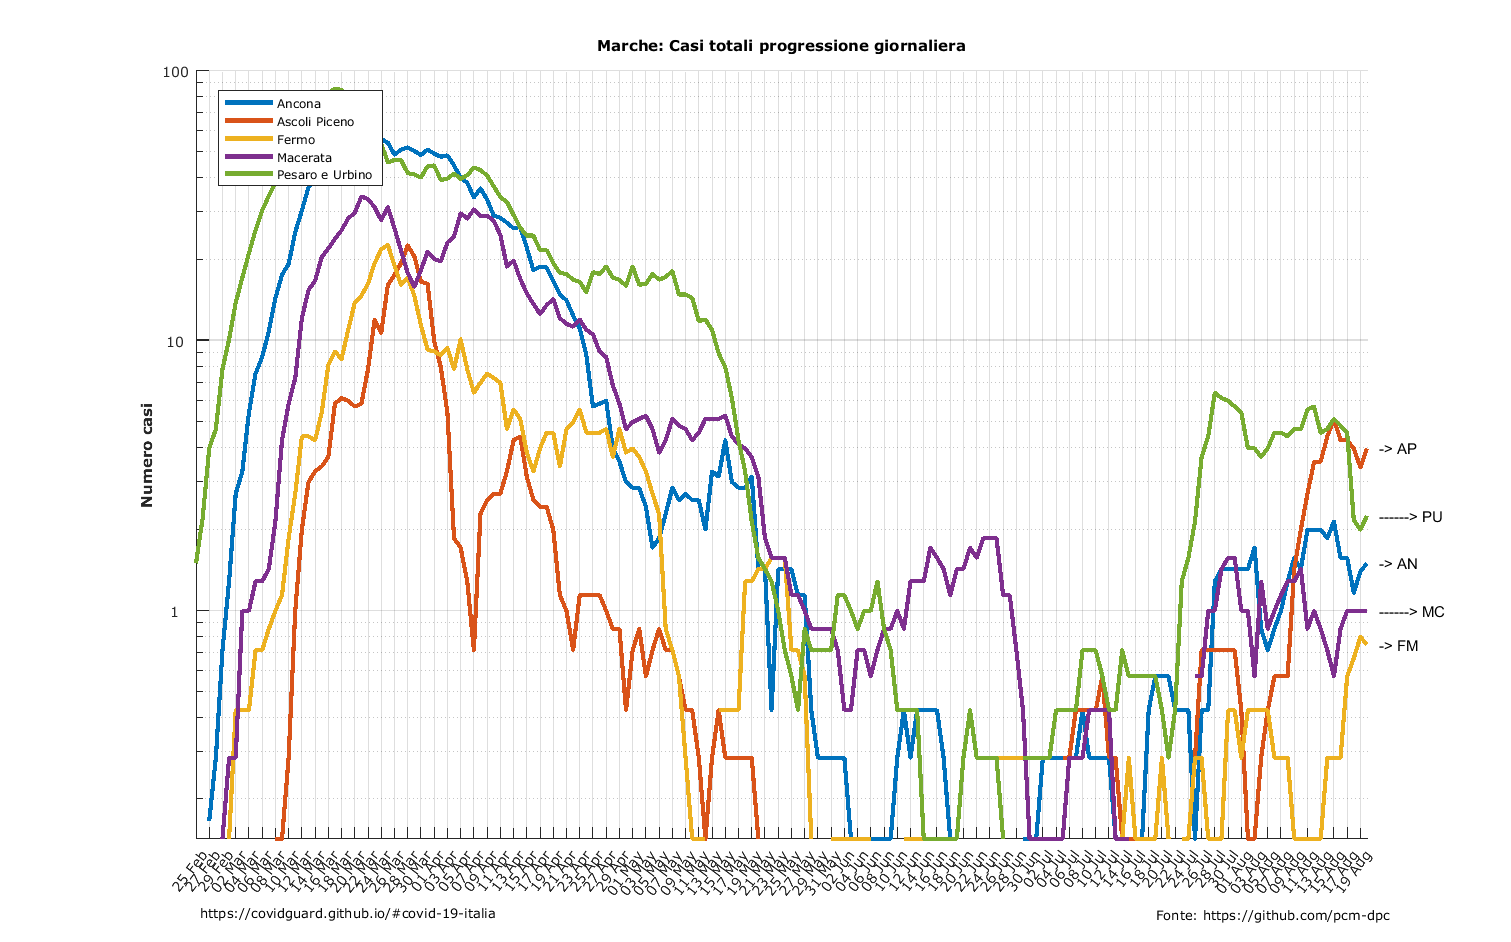 Marche: Casi totali progressione giornaliera
100
10
1
Numero casi
Ancona
Ascoli Piceno
Fermo
Macerata
Pesaro e Urbino
-> AP
------> PU
-> AN
------> MC
-> FM
25 Feb
27 Feb
29 Feb
02 Mar
04 Mar
06 Mar
08 Mar
10 Mar
12 Mar
14 Mar
16 Mar
18 Mar
20 Mar
22 Mar
24 Mar
26 Mar
28 Mar
30 Mar
01 Apr
03 Apr
05 Apr
07 Apr
09 Apr
11 Apr
13 Apr
15 Apr
17 Apr
19 Apr
21 Apr
23 Apr
25 Apr
27 Apr
29 Apr
01 May
03 May
05 May
07 May
09 May
11 May
13 May
15 May
17 May
19 May
21 May
23 May
25 May
27 May
29 May
31 May
02 Jun
04 Jun
06 Jun
08 Jun
10 Jun
12 Jun
14 Jun
16 Jun
18 Jun
20 Jun
22 Jun
24 Jun
26 Jun
28 Jun
30 Jun
02 Jul
04 Jul
06 Jul
08 Jul
10 Jul
12 Jul
14 Jul
16 Jul
18 Jul
20 Jul
22 Jul
24 Jul
26 Jul
28 Jul
30 Jul
01 Aug
03 Aug
05 Aug
07 Aug
09 Aug
11 Aug
13 Aug
15 Aug
17 Aug
19 Aug
https://covidguard.github.io/#covid-19-italia
Fonte: https://github.com/pcm-dpc